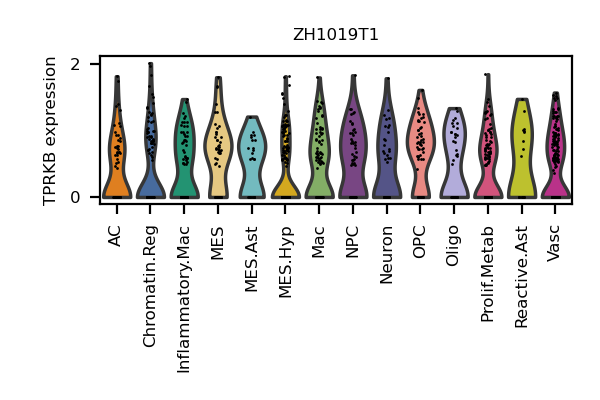 ZH1019T1
TPRKB expression
2
0
AC
Chromatin.Reg
Inflammatory.Mac
MES
MES.Ast
MES.Hyp
Mac
NPC
Neuron
OPC
Oligo
Prolif.Metab
Reactive.Ast
Vasc